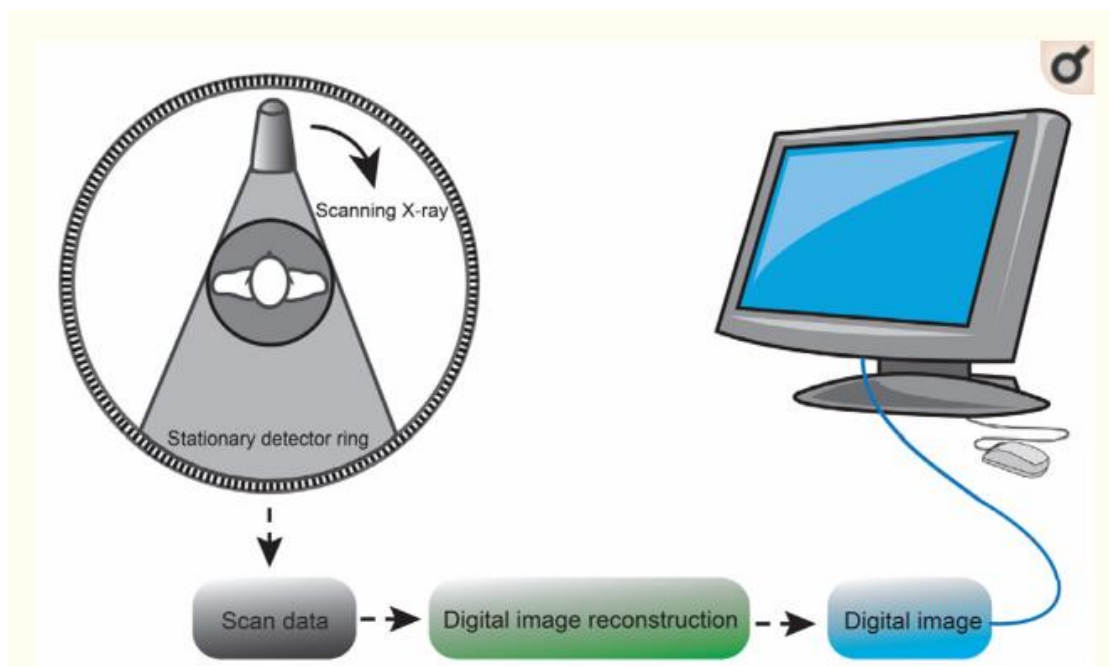 Scanning X-ray
Stationary detector ring
Scan data
Digital image reconstruction
Digital image